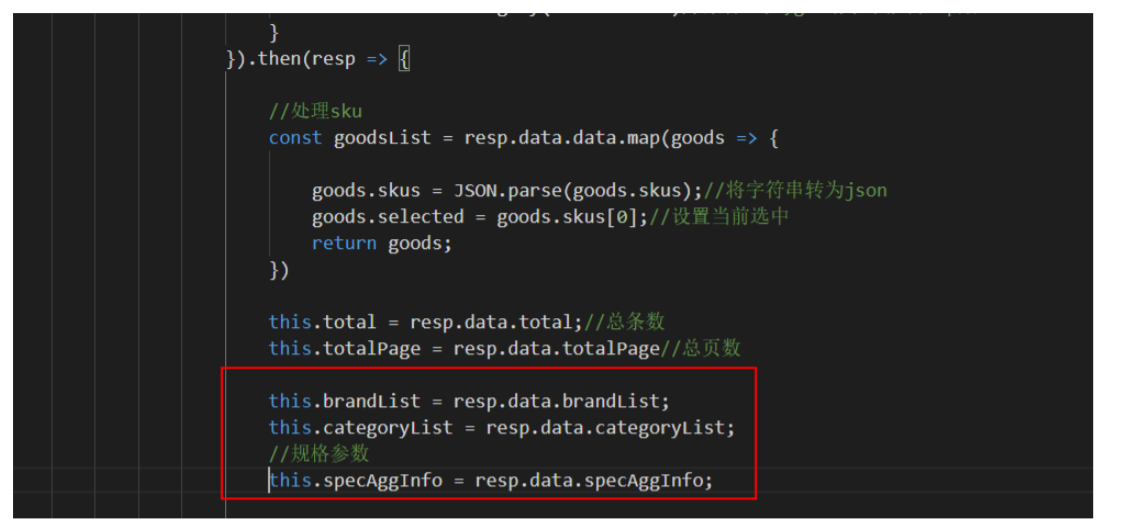 }
}).then(resp => {
//处理sku
const goodsList = resp.data.data.map(goods => {
goods.skus = JSON.parse(goods.skus);//将字符串转为json
goods.selected = goods.skus[0];//设置当前选中
return goods;
})
this.total = resp.data.total;//总条数
this.totalPage = resp.data.totalPage//总页数
this.brandList = resp.data.brandList;
this.categoryList = resp.data.categoryList;
//规格参数
this.specAggInfo = resp.data.specAggInfo;